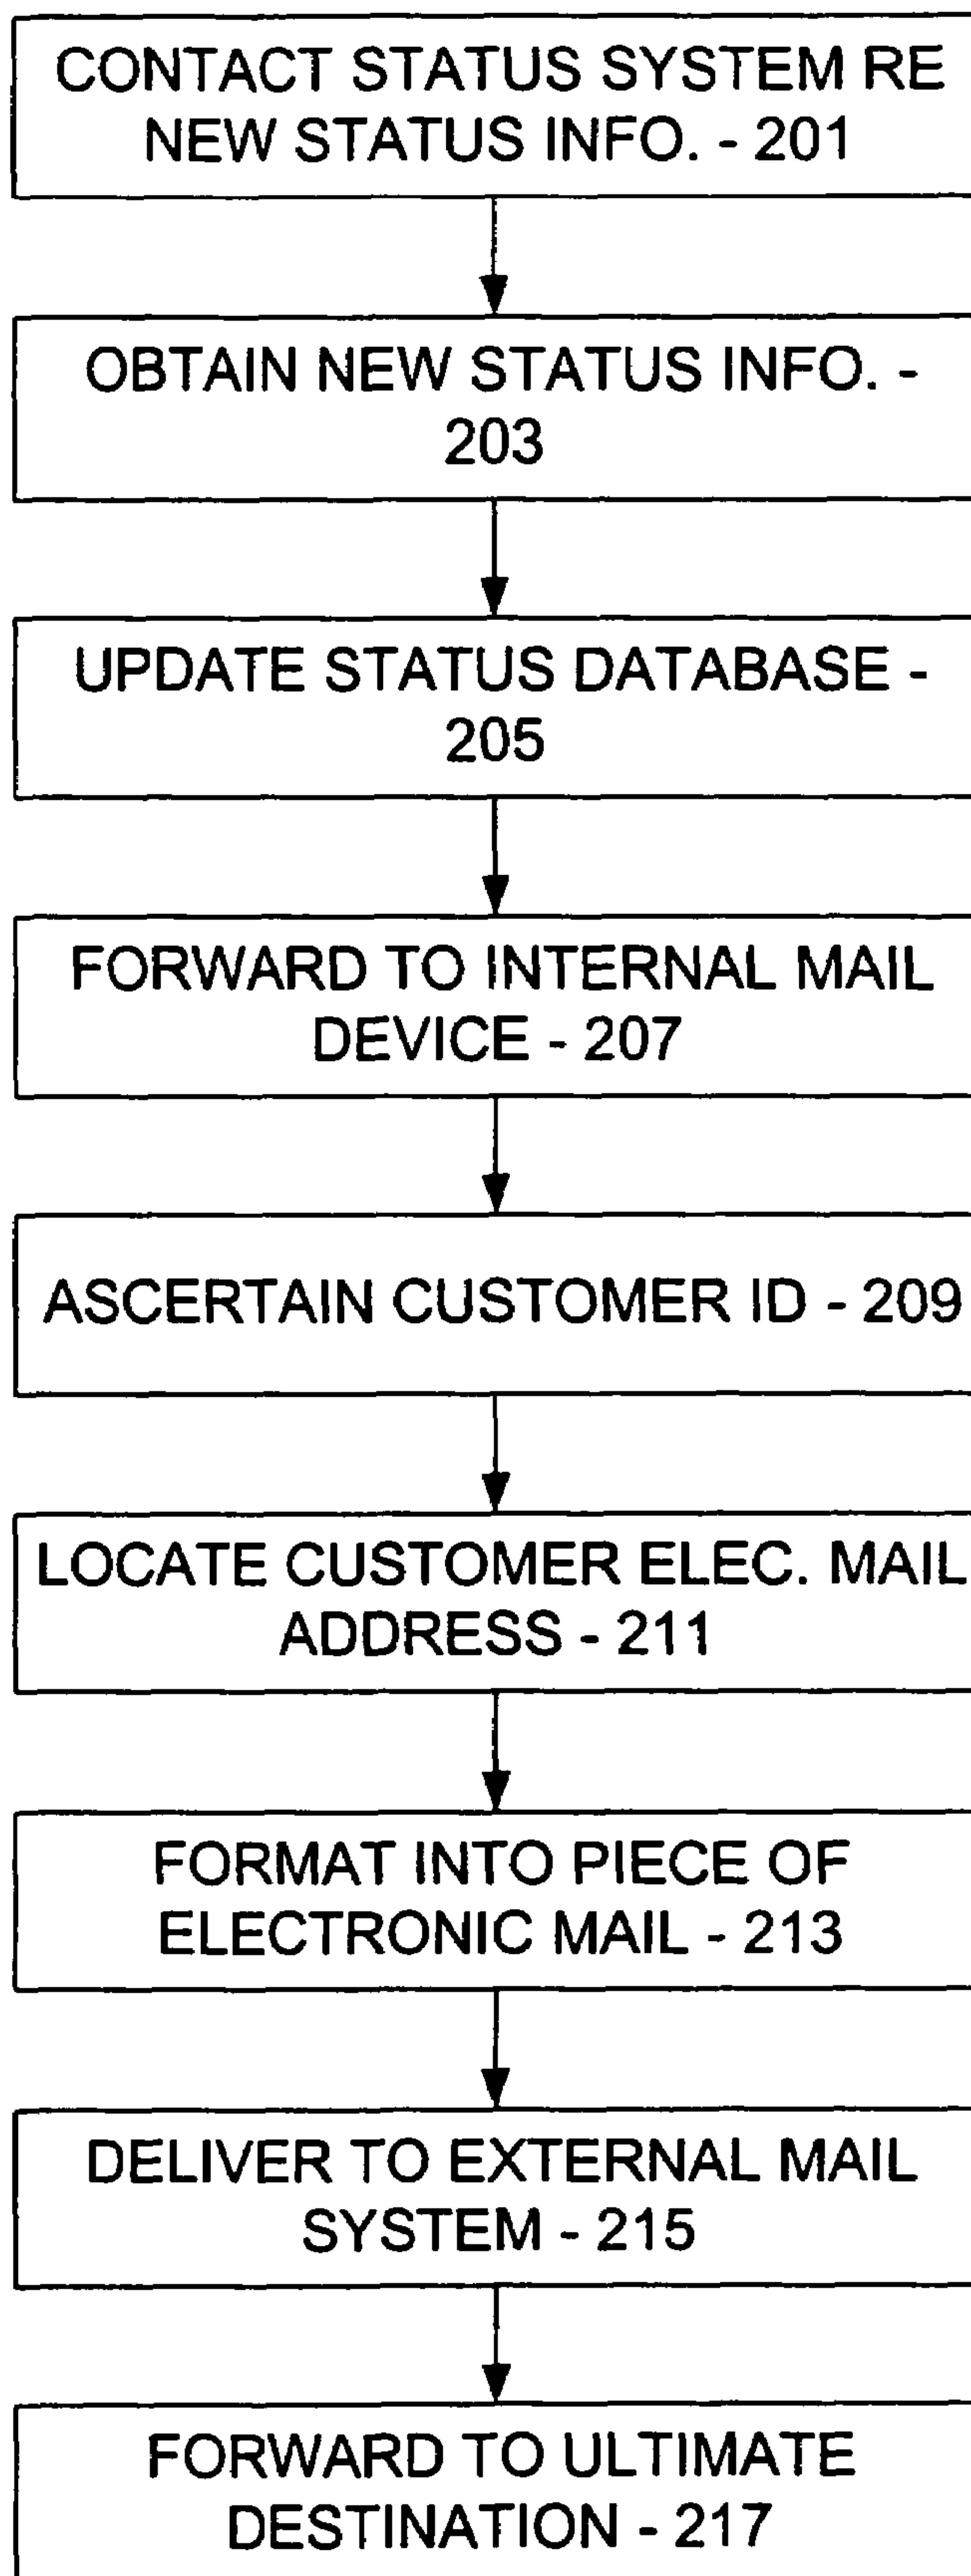 CONTACT STATUS SYSTEM RE
NEW STATUS INFO. - 201
OBTAIN NEW STATUS INFO. -
203
UPDATE STATUS DATABASE -
205
FORWARD TO INTERNAL MAIL
DEVICE - 207
ASCERTAIN CUSTOMER ID - 209
LOCATE CUSTOMER ELEC. MAIL
ADDRESS - 211
FORMAT INTO PIECE OF
ELECTRONIC MAIL - 213
DELIVER TO EXTERNAL MAIL
SYSTEM - 215
FORWARD TO ULTIMATE
DESTINATION - 217